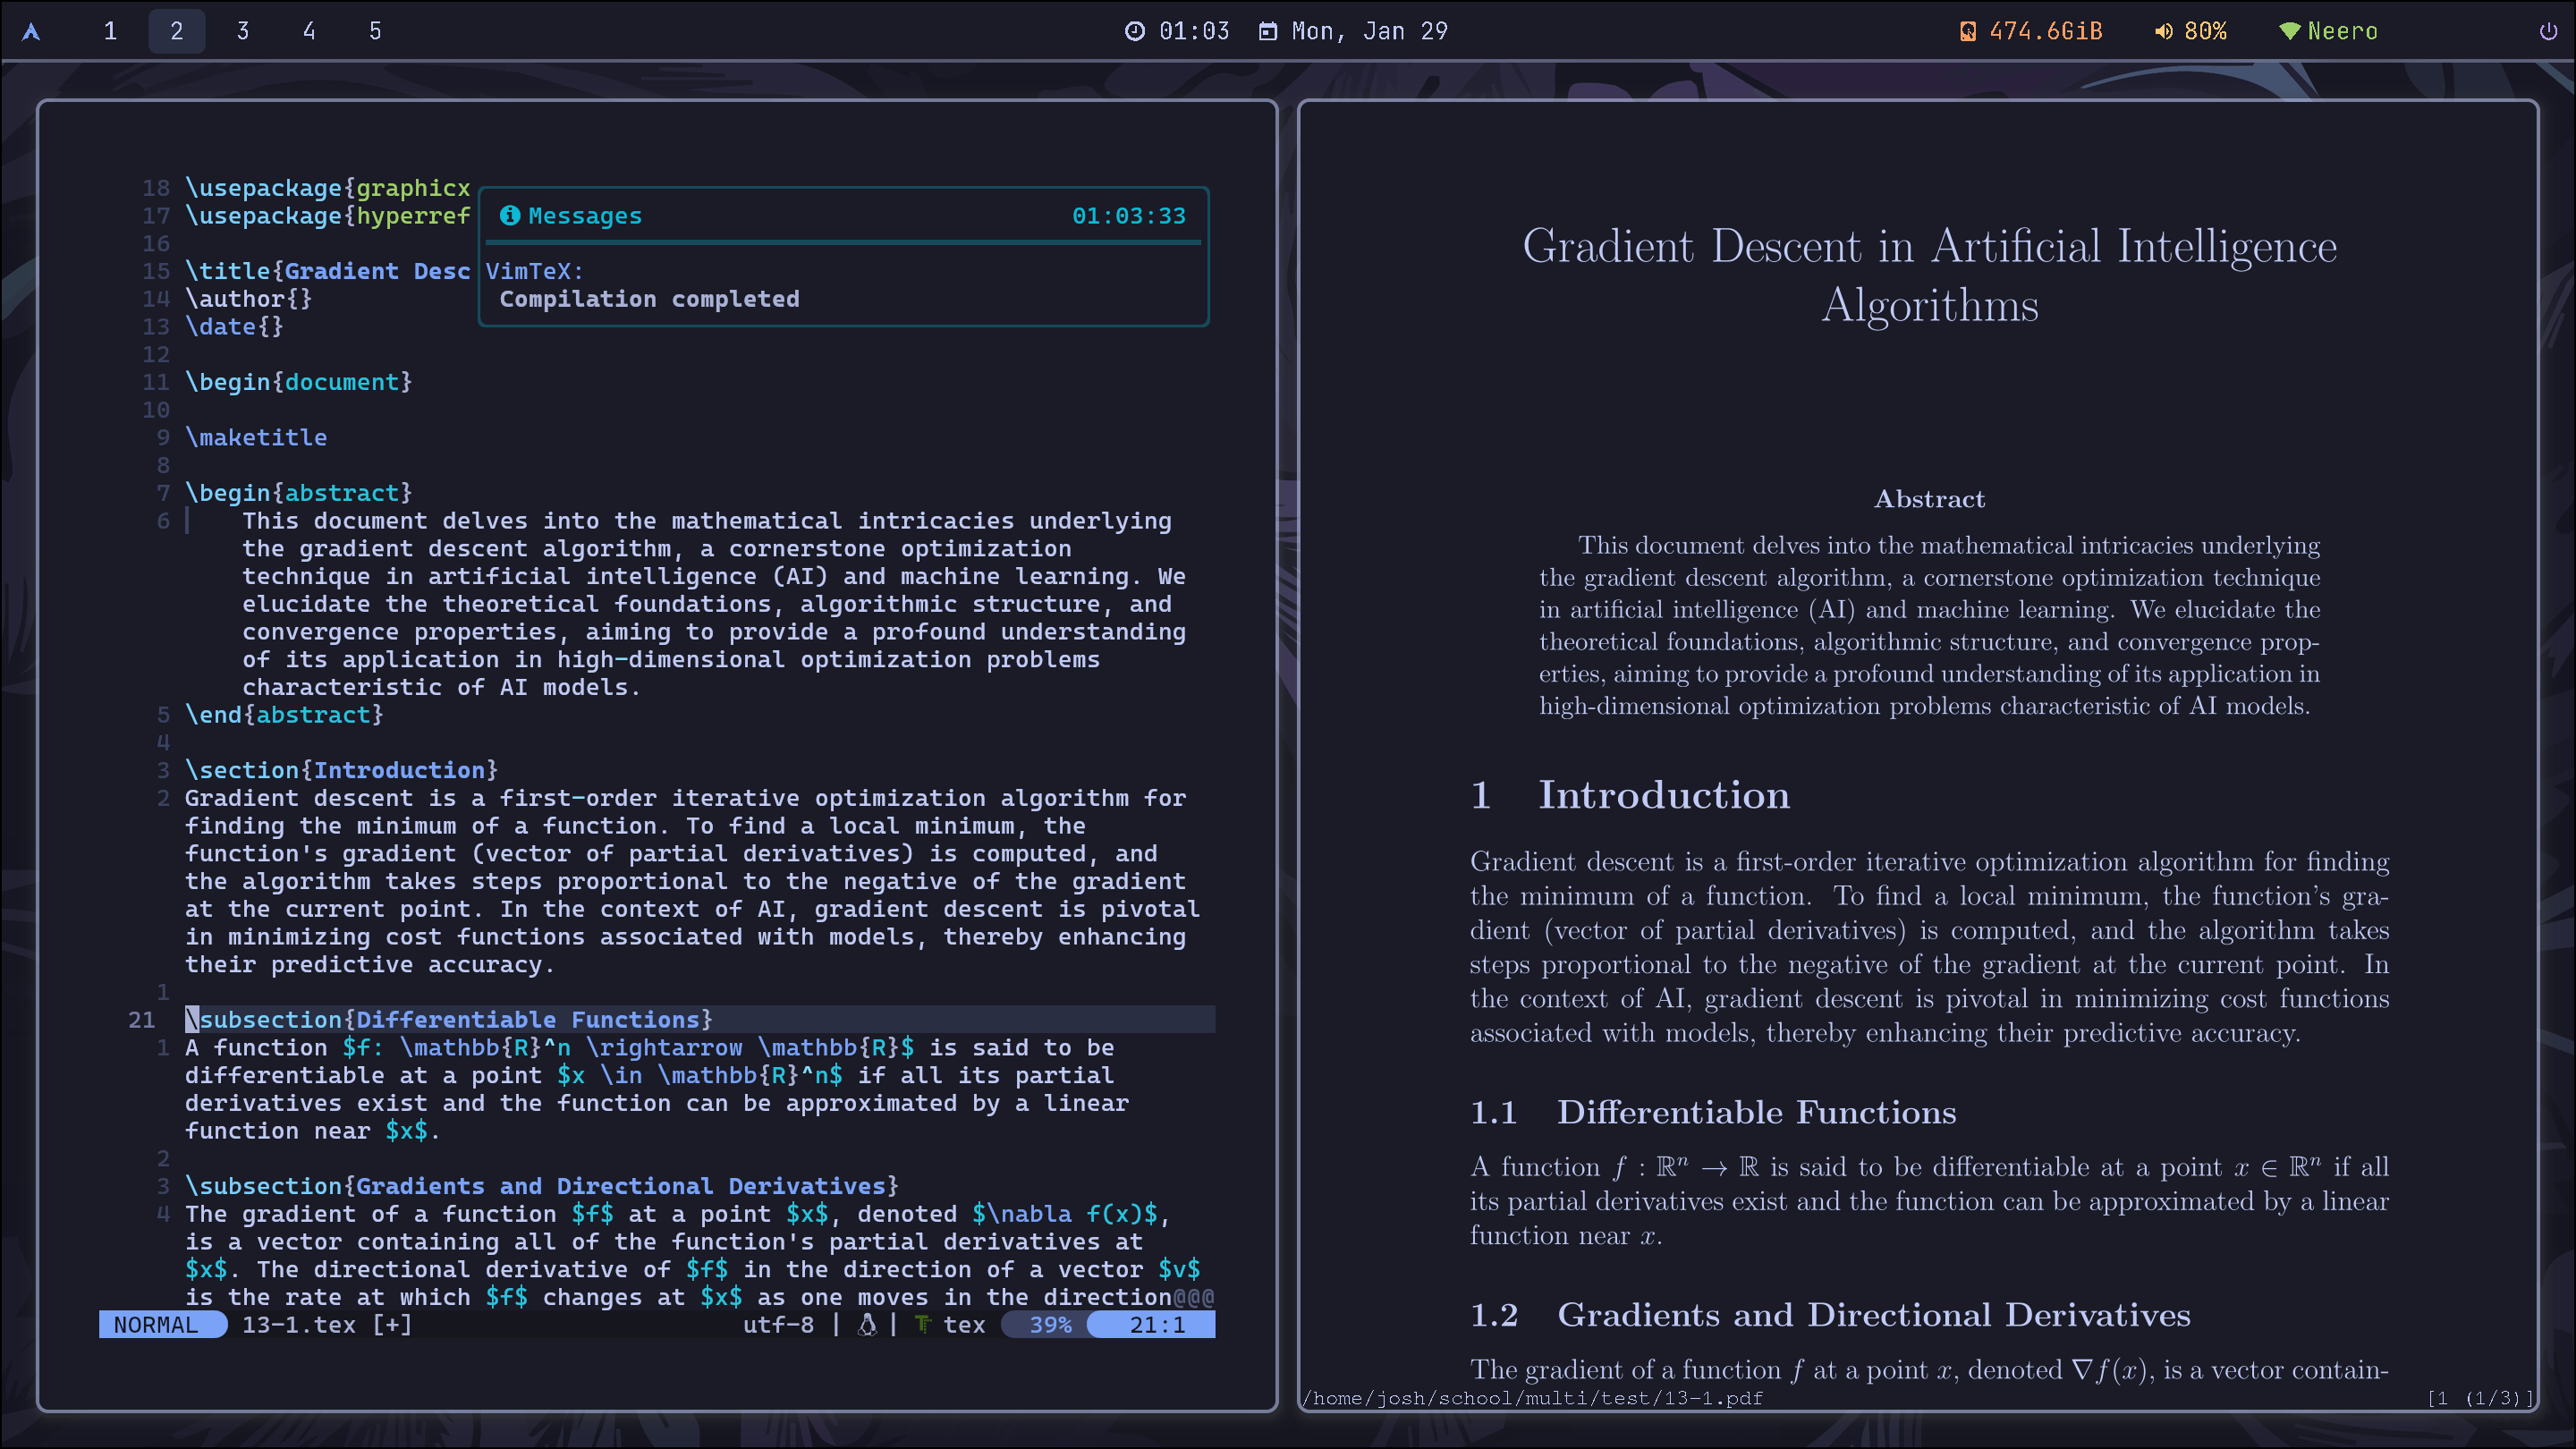 1 2 3 4 5 01:03 Mon, Jan 29 474.6GiB 80% Neero
18 \usepackage{graphicx
17 \usepackage{hyperref
16
15 \title{Gradient Desc
14 \author{}
13 \date{}
12
11 \begin{document}
10
9 \maketitle
8
7 \begin{abstract}
6 This document delves into the mathematical intricacies underlying
the gradient descent algorithm, a cornerstone optimization
technique in artificial intelligence (AI) and machine learning. We
elucidate the theoretical foundations, algorithmic structure, and
convergence properties, aiming to provide a profound understanding
of its application in high-dimensional optimization problems
characteristic of AI models.
5 \end{abstract}
4
3 \section{Introduction}
2 Gradient descent is a first-order iterative optimization algorithm for
finding the minimum of a function. To find a local minimum, the
function's gradient (vector of partial derivatives) is computed, and
the algorithm takes steps proportional to the negative of the gradient
at the current point. In the context of AI, gradient descent is pivotal
in minimizing cost functions associated with models, thereby enhancing
their predictive accuracy.
1
21 \subsection{Differentiable Functions}
1 A function $f: \mathbb{R}^n \rightarrow \mathbb{R}$ is said to be
differentiable at a point $x \in \mathbb{R}^n$ if all its partial
derivatives exist and the function can be approximated by a linear
function near $x$.
2
3 \subsection{Gradients and Directional Derivatives}
4 The gradient of a function $f$ at a point $x$, denoted $\nabla f(x)$,
is a vector containing all of the function's partial derivatives at
$x$. The directional derivative of $f$ in the direction of a vector $v$
is the rate at which $f$ changes at $x$ as one moves in the direction@@@
NORMAL 13-1.tex [+] utf-8 | | tex 39% 21:1
Messages 01:03:33
VimTeX:
Compilation completed
Gradient Descent in Artificial Intelligence
Algorithms
Abstract
This document delves into the mathematical intricacies underlying
the gradient descent algorithm, a cornerstone optimization technique
in artificial intelligence (AI) and machine learning. We elucidate the
theoretical foundations, algorithmic structure, and convergence prop-
erties, aiming to provide a profound understanding of its application in
high-dimensional optimization problems characteristic of AI models.
1 Introduction
Gradient descent is a first-order iterative optimization algorithm for finding
the minimum of a function. To find a local minimum, the function's gra-
dient (vector of partial derivatives) is computed, and the algorithm takes
steps proportional to the negative of the gradient at the current point. In
the context of AI, gradient descent is pivotal in minimizing cost functions
associated with models, thereby enhancing their predictive accuracy.
1.1 Differentiable Functions
A function f : ℝⁿ → ℝ is said to be differentiable at a point x ∈ ℝⁿ if all
its partial derivatives exist and the function can be approximated by a linear
function near x.
1.2 Gradients and Directional Derivatives
The gradient of a function f at a point x, denoted ∇f(x), is a vector contain-
/home/josh/school/multi/test/13-1.pdf [1 (1/3)]